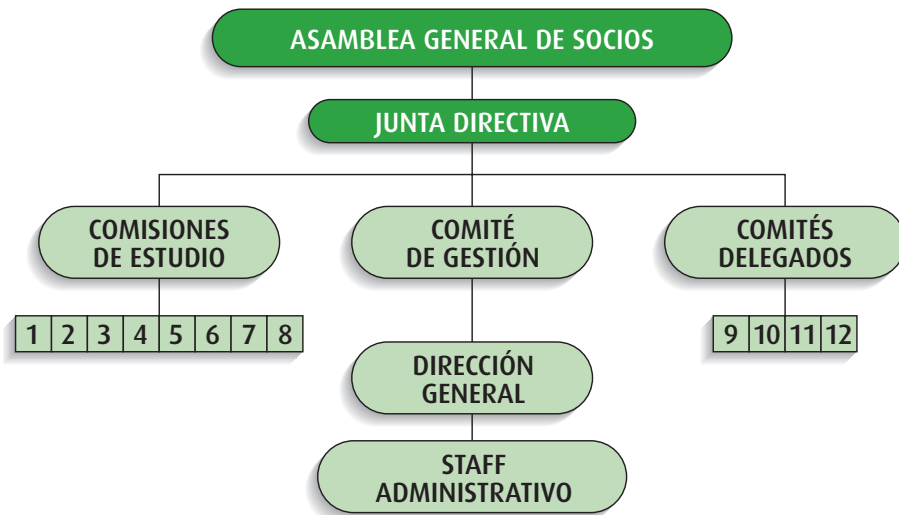 ASAMBLEA GENERAL DE SOCIOS
JUNTA DIRECTIVA
COMISIONES
DE ESTUDIO
COMITÉ
DE GESTIÓN
COMITÉS
DELEGADOS
1 2 3 4 5 6 7 8
9 10 11 12
DIRECCIÓN
GENERAL
STAFF
ADMINISTRATIVO